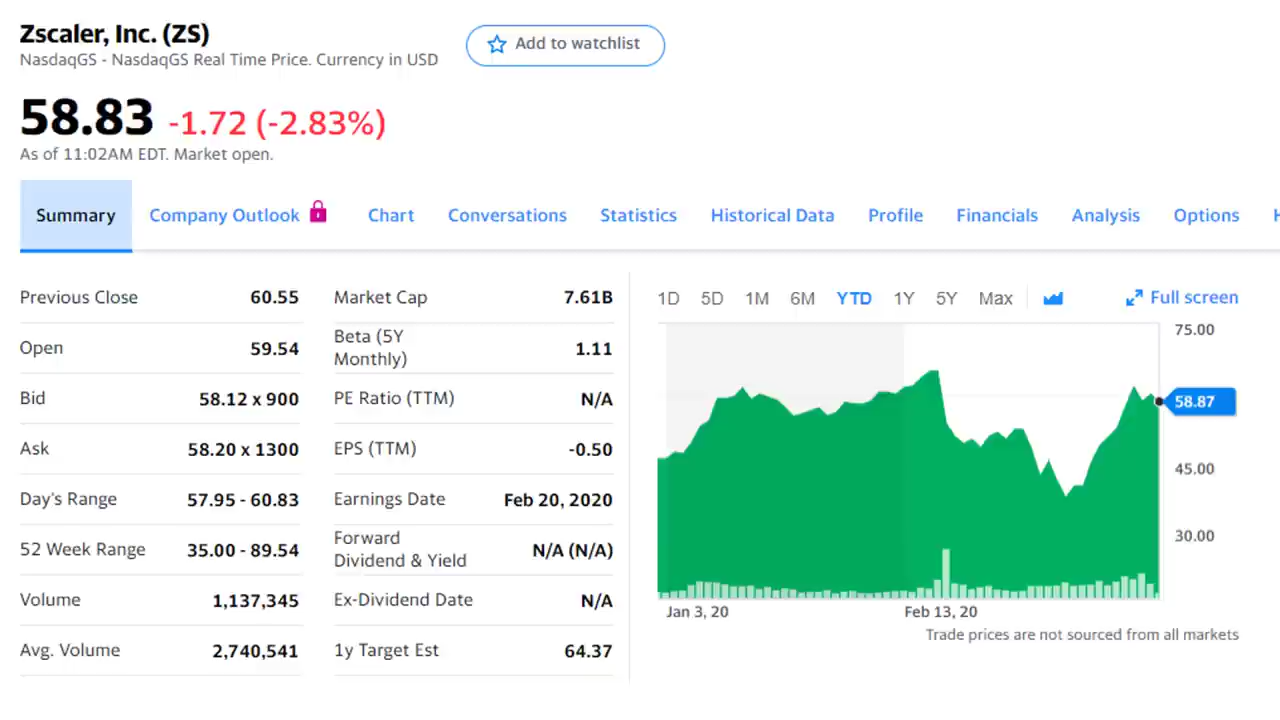 Zscaler, Inc. (ZS)
NasdaqGS - NasdaqGS Real Time Price. Currency in USD
Add to watchlist
58.83 -1.72 (-2.83%)
As of 11:02AM EDT. Market open.
Summary Company Outlook Chart Conversations Statistics Historical Data Profile Financials Analysis Options
Previous Close 60.55
Open 59.54
Bid 58.12 x 900
Ask 58.20 x 1300
Day's Range 57.95 - 60.83
52 Week Range 35.00 - 89.54
Volume 1,137,345
Avg. Volume 2,740,541
Market Cap 7.61B
Beta (5Y
Monthly) 1.11
PE Ratio (TTM) N/A
EPS (TTM) -0.50
Earnings Date Feb 20, 2020
Forward
Dividend & Yield N/A (N/A)
Ex-Dividend Date N/A
1y Target Est 64.37
1D 5D 1M 6M YTD 1Y 5Y Max Full screen
75.00
58.87
45.00
30.00
Jan 3, 20 Feb 13, 20
Trade prices are not sourced from all markets